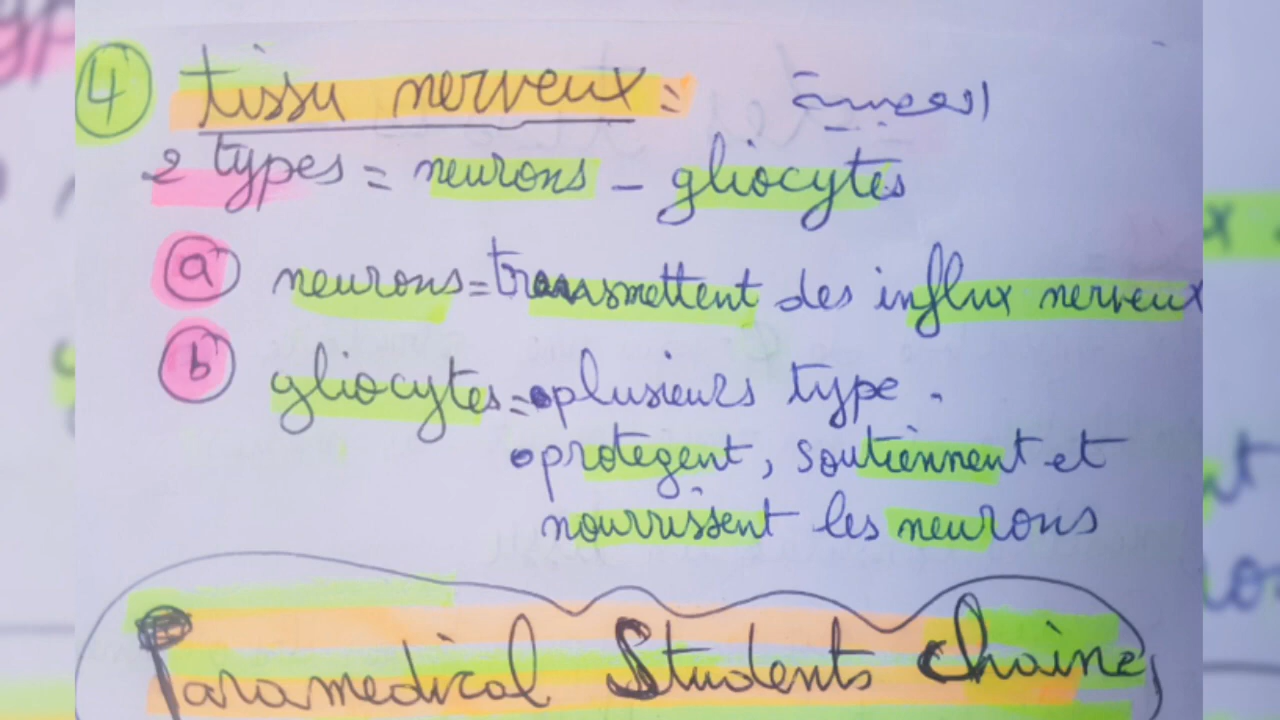 4 tissu nerveux = العصبية
2 types = neurons - gliocytes
a neurons = transmettent des influx nerveux
b gliocytes = • plusieurs type .
• protègent, soutiennent et
nourrissent les neurons
Paramedical Students Chaine